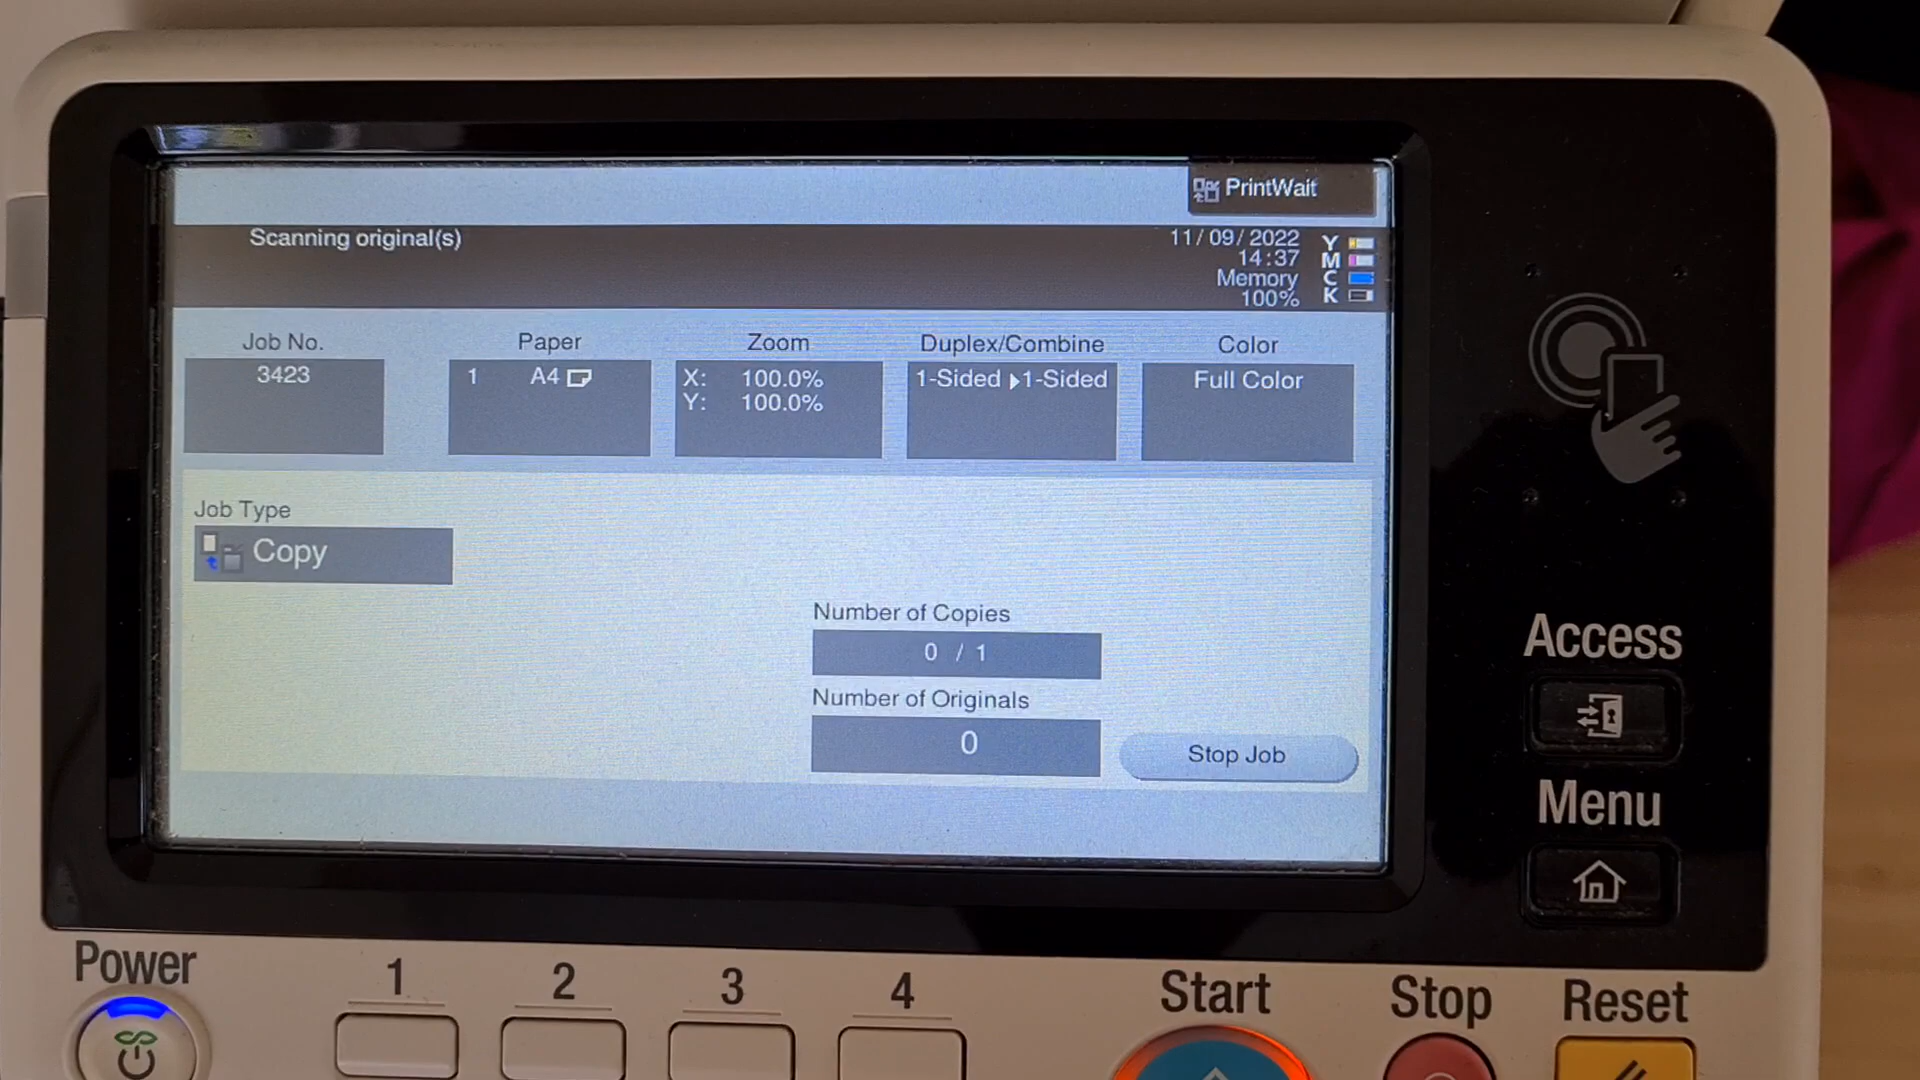 PrintWait
Scanning original(s)
11/09/2022
14:37
Memory
100%
Y
M
C
K
Job No.
3423
Paper
1 A4
Zoom
X: 100.0%
Y: 100.0%
Duplex/Combine
1-Sided ▶1-Sided
Color
Full Color
Job Type
Copy
Number of Copies
0 / 1
Number of Originals
0
Stop Job
Access
Menu
Power
1
2
3
4
Start
Stop
Reset